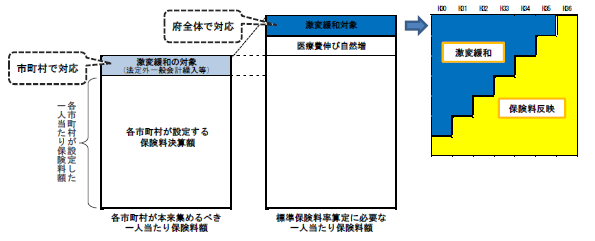 府全体で対応
市町村で対応
激変緩和の対象
(法定外一般会計繰入等)
各市町村が設定する
保険料決算額
各市町村が設定した
一人当たり保険料額
各市町村が本来集めるべき
一人当たり保険料額
激変緩和対象
医療費伸び自然増
標準保険料率算定に必要な
一人当たり保険料額
H30 H31 H32 H33 H34 H35 H36
激変緩和
保険料反映